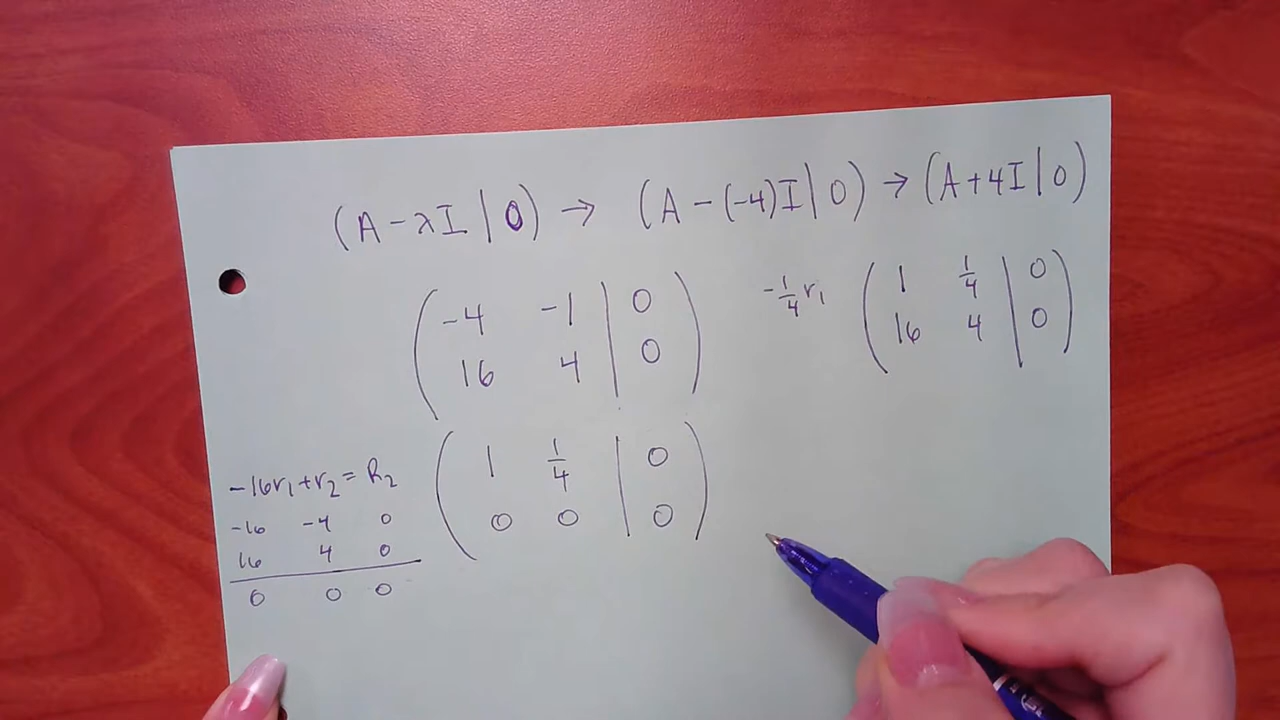 (A - λI | 0) → (A - (-4)I | 0) → (A + 4I | 0)
( -4 -1 | 0 )
( 16 4 | 0 )
-1/4 r₁ ( 1 1/4 | 0 )
( 16 4 | 0 )
-16r₁ + r₂ = R₂
-16 -4 0
16 4 0
0 0 0
( 1 1/4 | 0 )
( 0 0 | 0 )